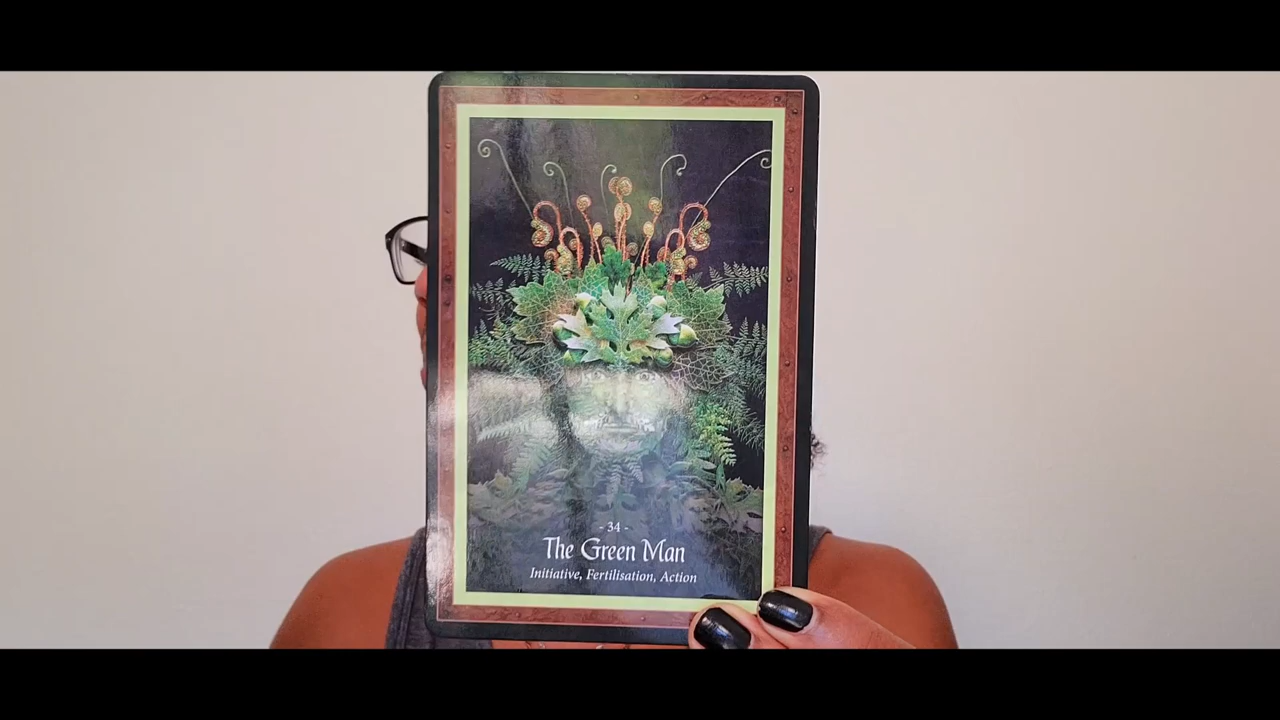 - 34 -
The Green Man
Initiative, Fertilisation, Action